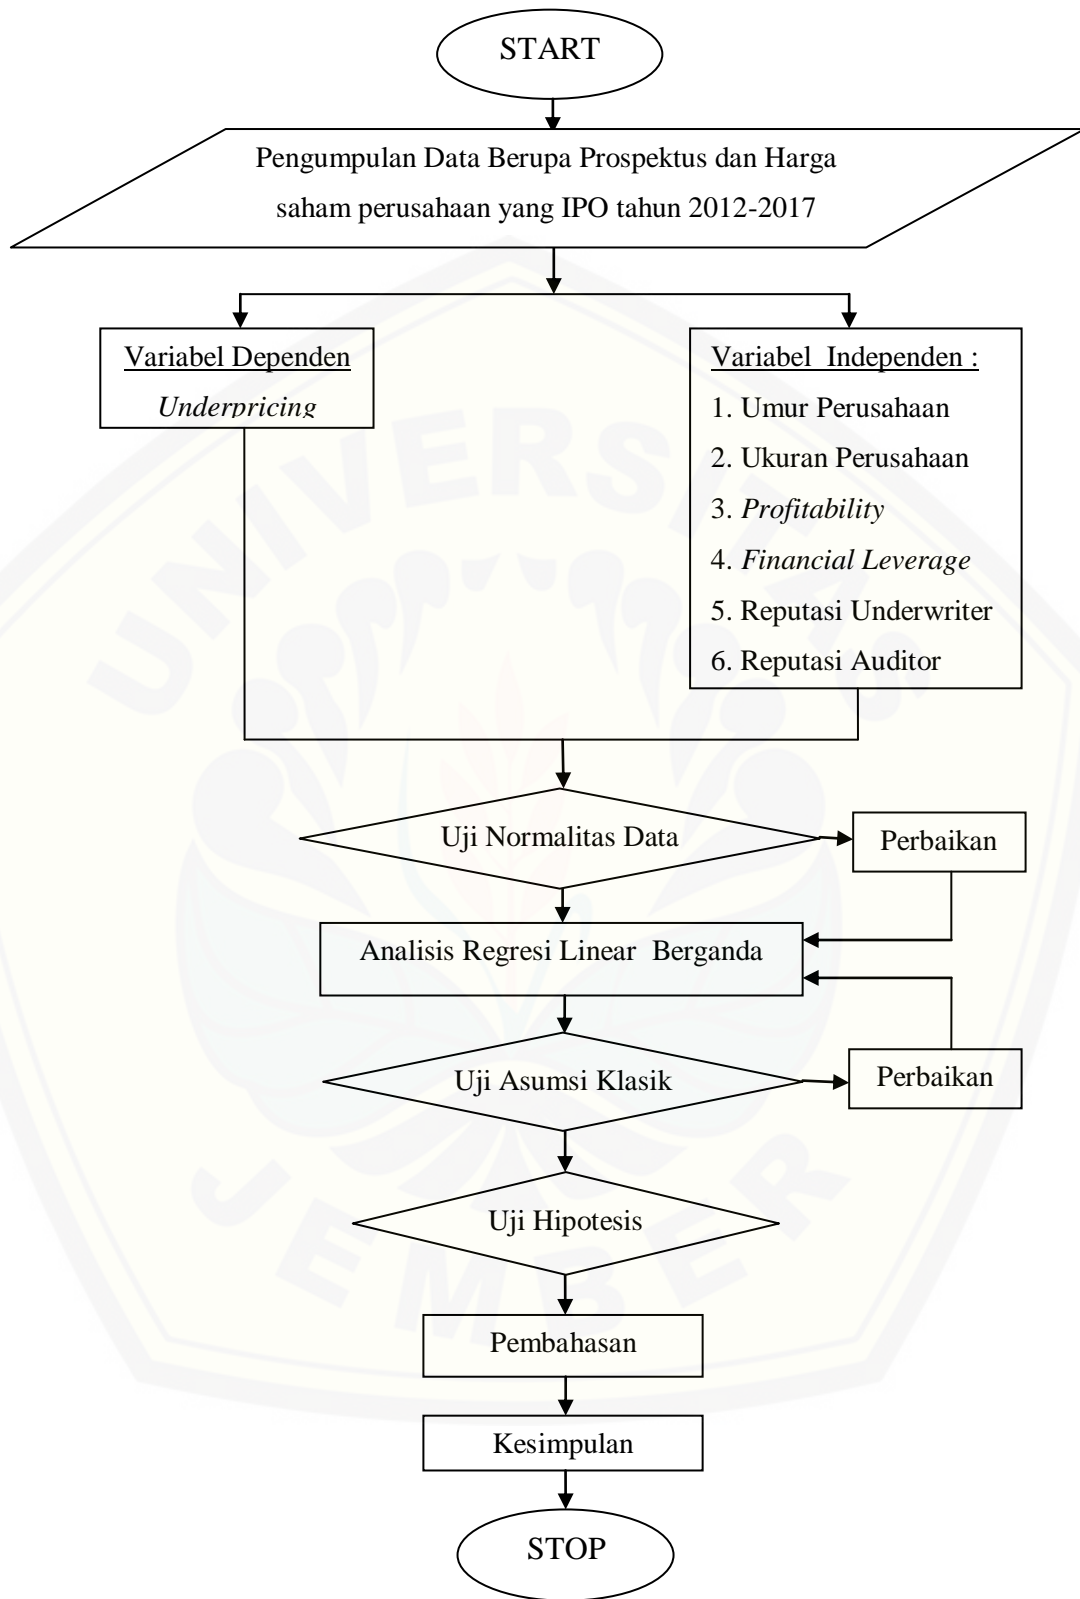 START
Pengumpulan Data Berupa Prospektus dan Harga
saham perusahaan yang IPO tahun 2012-2017
Variabel Dependen
Underpricing
Variabel Independen :
1. Umur Perusahaan
2. Ukuran Perusahaan
3. Profitability
4. Financial Leverage
5. Reputasi Underwriter
6. Reputasi Auditor
Uji Normalitas Data
Perbaikan
Analisis Regresi Linear Berganda
Uji Asumsi Klasik
Perbaikan
Uji Hipotesis
Pembahasan
Kesimpulan
STOP
UNIVERSITAS
JEMBER